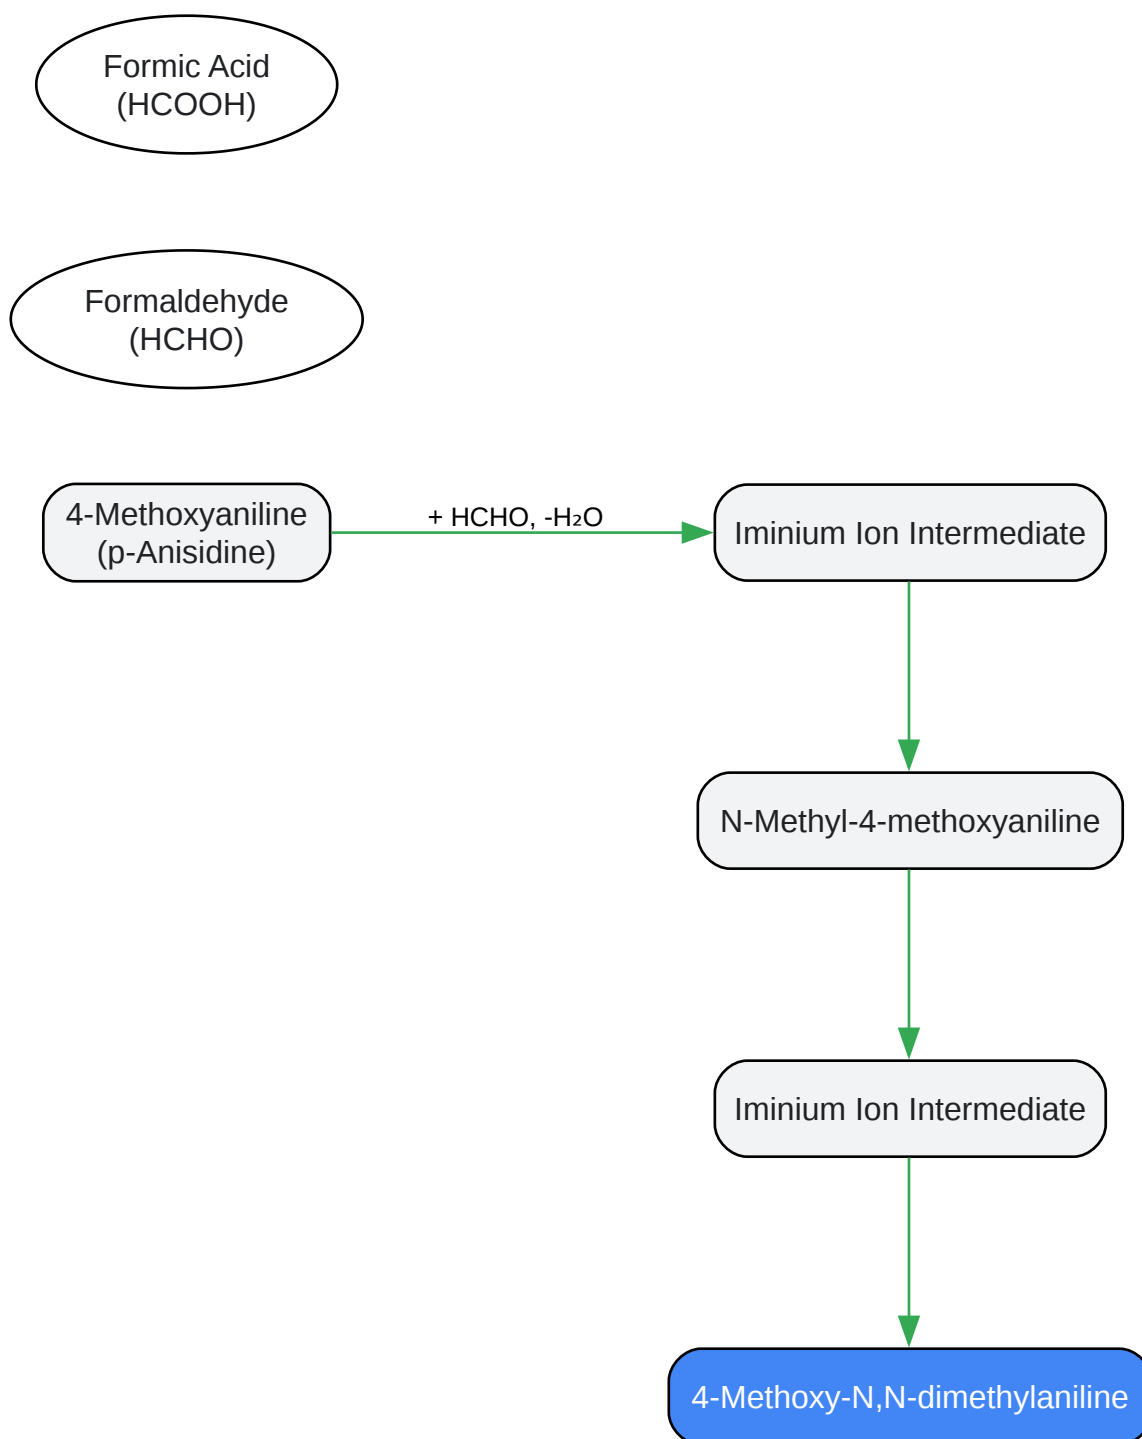 Formic Acid
(HCOOH)
Formaldehyde
(HCHO)
4-Methoxyaniline
(p-Anisidine)
+ HCHO, -H₂O
Iminium Ion Intermediate
N-Methyl-4-methoxyaniline
Iminium Ion Intermediate
4-Methoxy-N,N-dimethylaniline